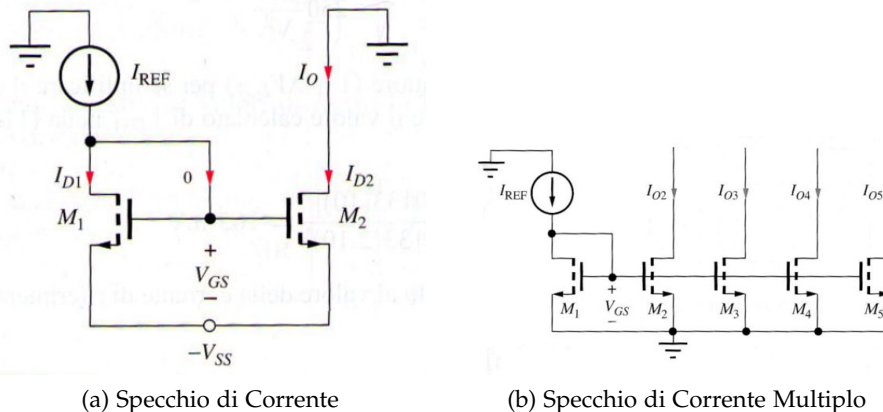 I_REF
I_O
I_D1
0
I_D2
M_1
+
V_GS
−
M_2
−V_SS
(a) Specchio di Corrente
I_REF
I_O2
I_O3
I_O4
I_O5
M_1
+
V_GS
−
M_2
M_3
M_4
M_5
(b) Specchio di Corrente Multiplo